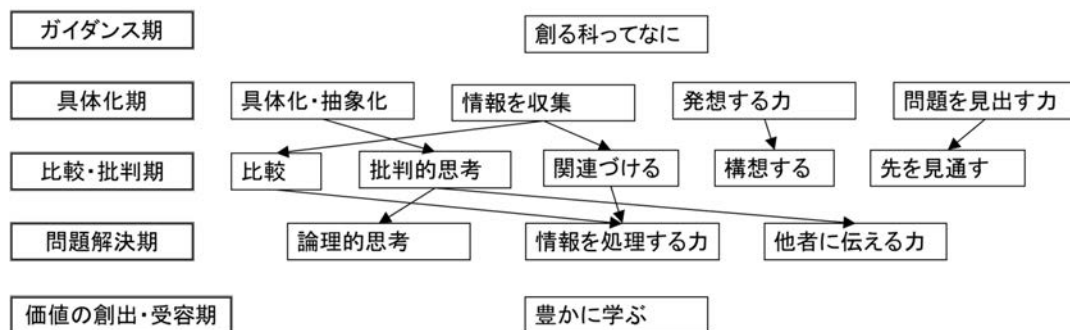 ガイダンス期
創る科ってなに
具体化期
具体化・抽象化
情報を収集
発想する力
問題を見出す力
比較・批判期
比較
批判的思考
関連づける
構想する
先を見通す
問題解決期
論理的思考
情報を処理する力
他者に伝える力
価値の創出・受容期
豊かに学ぶ